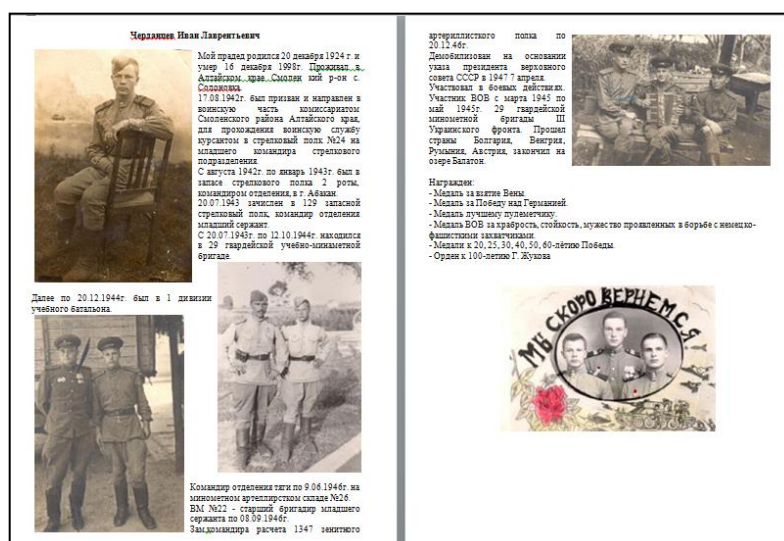 Черданцев Иван Лаврентьевич
Мой прадед родился 20 декабря 1924 г. и
умер 16 декабря 1998г. Проживал в
Алтайском крае Смолен кий р-он с.
Солоновка.
17.08.1942г. был призван и направлен в
воинскую часть комиссариатом
Смоленского района Алтайского края,
для прохождения воинскую службу
курсантом в стрелковый полк №24 на
младшего командира стрелкового
подразделения.
С августа 1942г. по январь 1943г. был в
запасе стрелкового полка 2 роты,
командиром отделения, в г. Абакан.
20.07.1943 зачислен в 129 запасной
стрелковый полк, командир отделения
младший сержант.
С 20.07.1943г. по 12.10.1944г. находился
в 29 гвардейской учебно-минаметной
бригаде.
Далее по 20.12.1944г. был в 1 дивизии
учебного батальона.
Командир отделения тяги по 9.06.1946г. на
минометном артеллирстком складе №26.
ВМ №22 - старший бригадир младшего
сержанта по 08.09.1946г.
Зам.командира расчета 1347 зенитного
артериллисткого полка по
20.12.46г.
Демобилизован на основании
указа президента верховного
совета СССР в 1947 7 апреля.
Участвовал в боевых действиях.
Участник ВОВ с марта 1945 по
май 1945г. 29 гвардейской
минометной бригады III
Украинского фронта. Прошел
страны Болгария, Венгрия,
Румыния, Австрия, закончил на
озере Балатон.
Награжден:
- Медаль за взятие Вены.
- Медаль за Победу над Германией.
- Медаль лучшему пулеметчику.
- Медаль ВОВ за храбрость, стойкость, мужество проявленных в борьбе с немецко-
фашисткими захватчиками.
- Медали к 20, 25, 30, 40, 50, 60-летию Победы.
- Орден к 100-летию Г. Жукова
МЫ СКОРО ВЕРНЕМСЯ